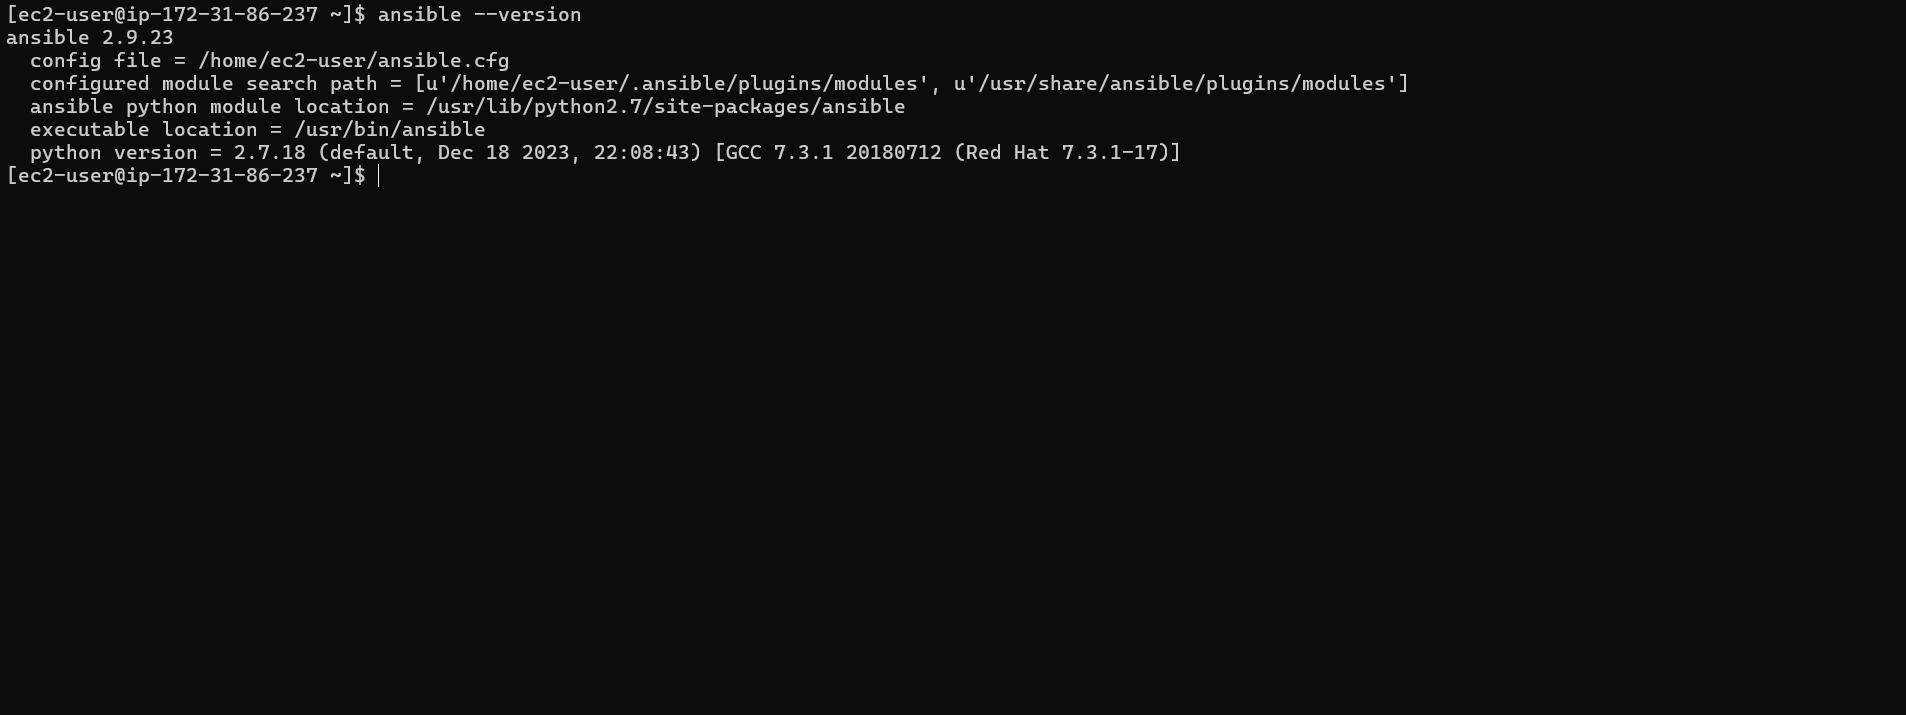 [ec2-user@ip-172-31-86-237 ~]$ ansible --version
ansible 2.9.23
  config file = /home/ec2-user/ansible.cfg
  configured module search path = [u'/home/ec2-user/.ansible/plugins/modules', u'/usr/share/ansible/plugins/modules']
  ansible python module location = /usr/lib/python2.7/site-packages/ansible
  executable location = /usr/bin/ansible
  python version = 2.7.18 (default, Dec 18 2023, 22:08:43) [GCC 7.3.1 20180712 (Red Hat 7.3.1-17)]
[ec2-user@ip-172-31-86-237 ~]$